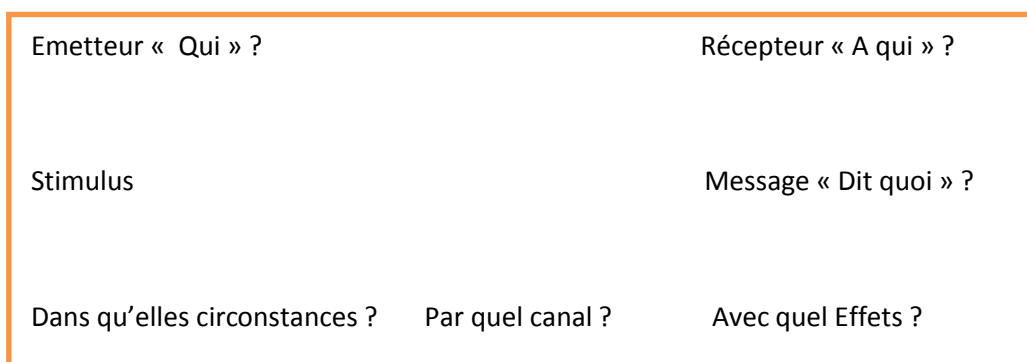 Emetteur «  Qui » ? Récepteur « A qui » ?
Stimulus Message « Dit quoi » ?
Dans qu’elles circonstances ? Par quel canal ? Avec quel Effets ?